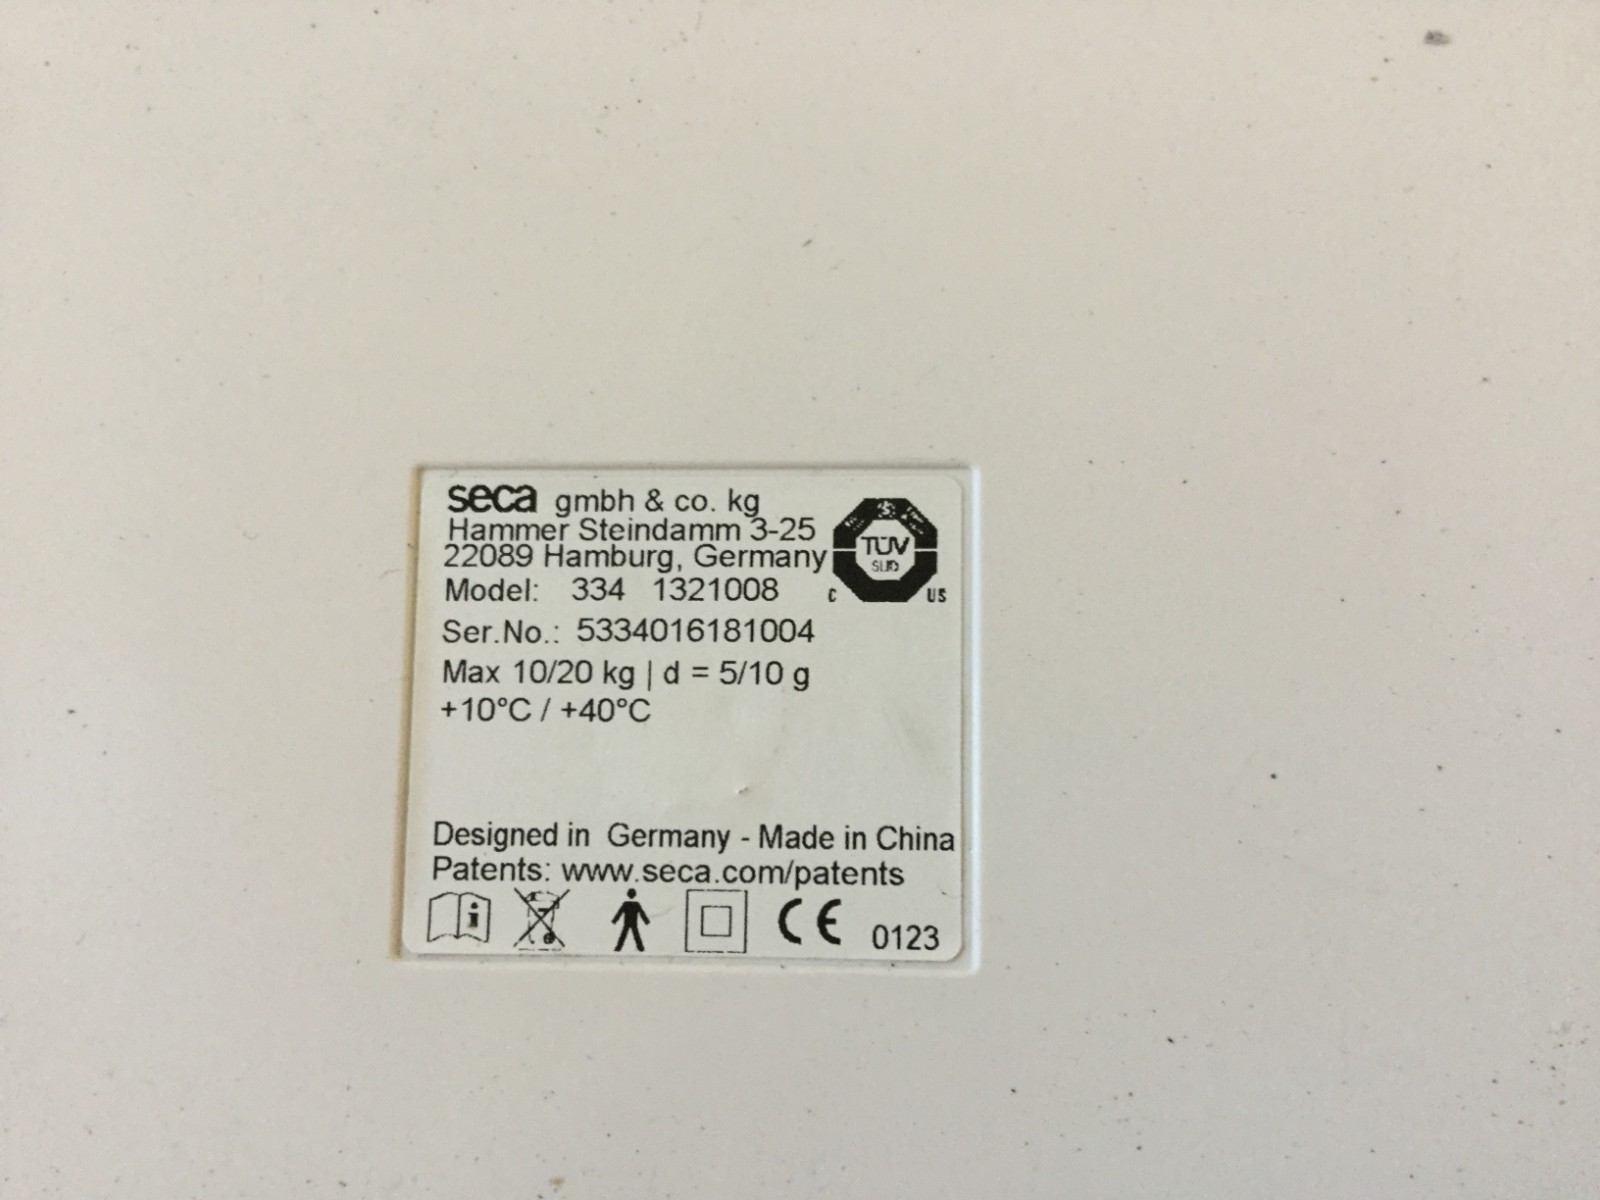 seca gmbh & co. kg
Hammer Steindamm 3-25
22089 Hamburg, Germany
TÜV
SÜD
C US
Model: 334 1321008
Ser.No.: 5334016181004
Max 10/20 kg | d = 5/10 g
+10°C / +40°C
Designed in Germany - Made in China
Patents: www.seca.com/patents
i
CE 0123